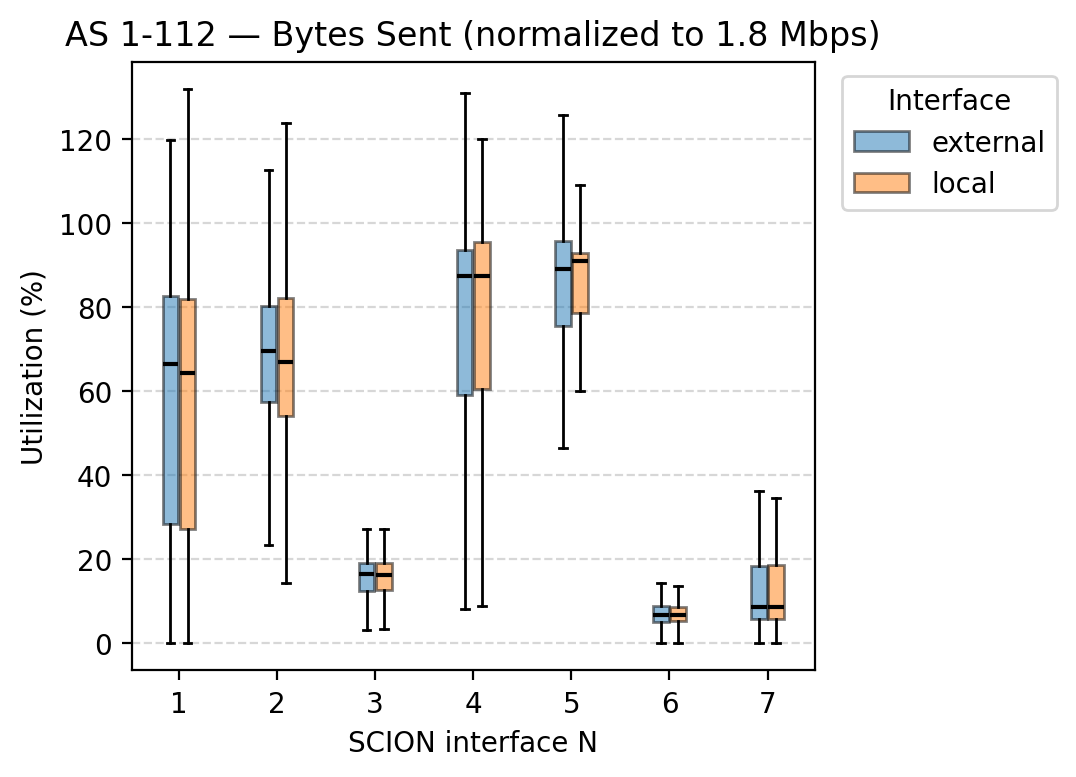 AS 1-112 — Bytes Sent (normalized to 1.8 Mbps)
Interface
external
local
Utilization (%)
120
100
80
60
40
20
0
1 2 3 4 5 6 7
SCION interface N